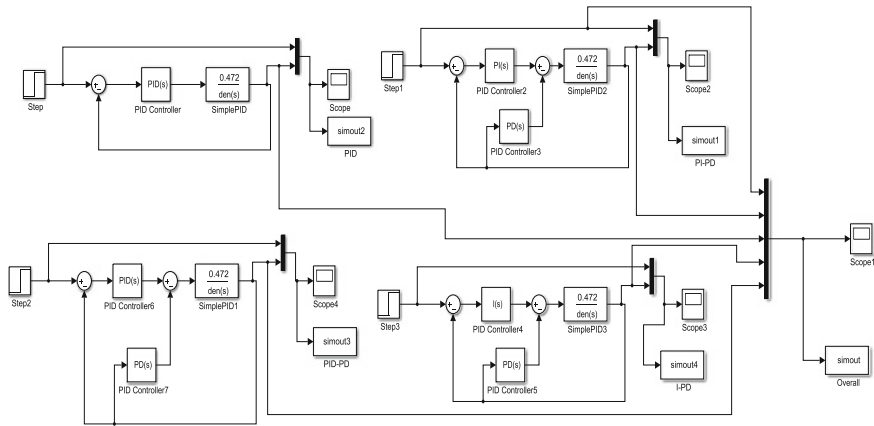 Step
+
-
PID(s)
PID Controller
0.472
den(s)
SimplePID
Scope
simout2
PID
Step1
+
-
PI(s)
PID Controller2
+
-
0.472
den(s)
SimplePID2
PD(s)
PID Controller3
Scope2
simout1
PI-PD
Step2
+
-
PID(s)
PID Controller6
+
-
0.472
den(s)
SimplePID1
PD(s)
PID Controller7
Scope4
simout3
PID-PD
Step3
+
-
I(s)
PID Controller4
+
-
0.472
den(s)
SimplePID3
PD(s)
PID Controller5
Scope3
simout4
I-PD
Scope1
simout
Overall